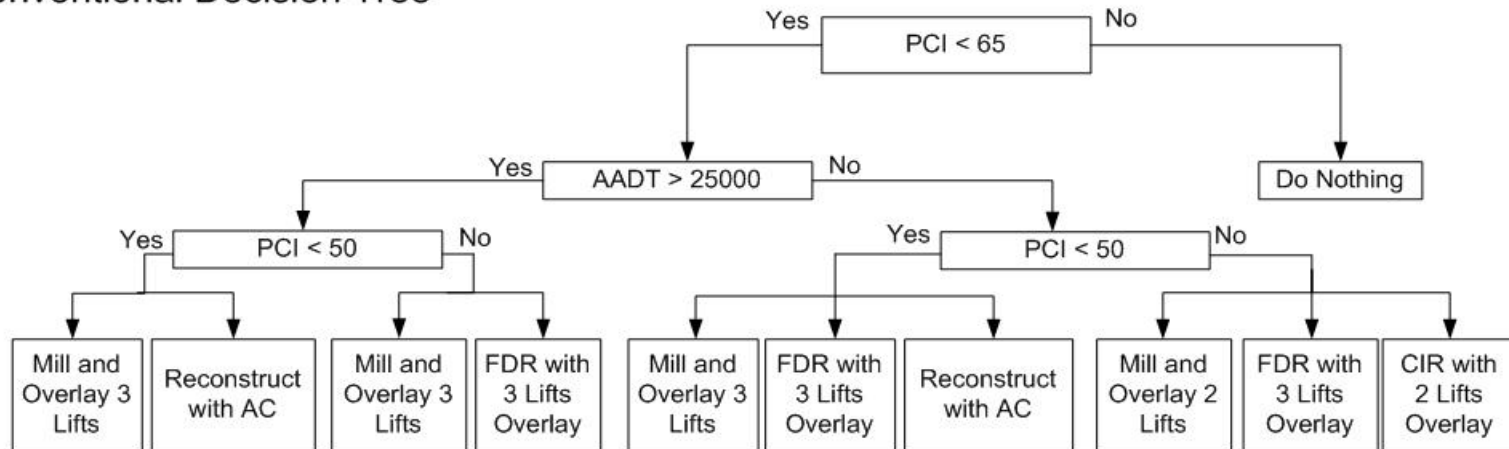 Yes
PCI < 65
No
Yes
AADT > 25000
No
Do Nothing
Yes
PCI < 50
No
Yes
PCI < 50
No
Mill and
Overlay 3
Lifts
Reconstruct
with AC
Mill and
Overlay 3
Lifts
FDR with
3 Lifts
Overlay
Mill and
Overlay 3
Lifts
FDR with
3 Lifts
Overlay
Reconstruct
with AC
Mill and
Overlay 2
Lifts
FDR with
3 Lifts
Overlay
CIR with
2 Lifts
Overlay